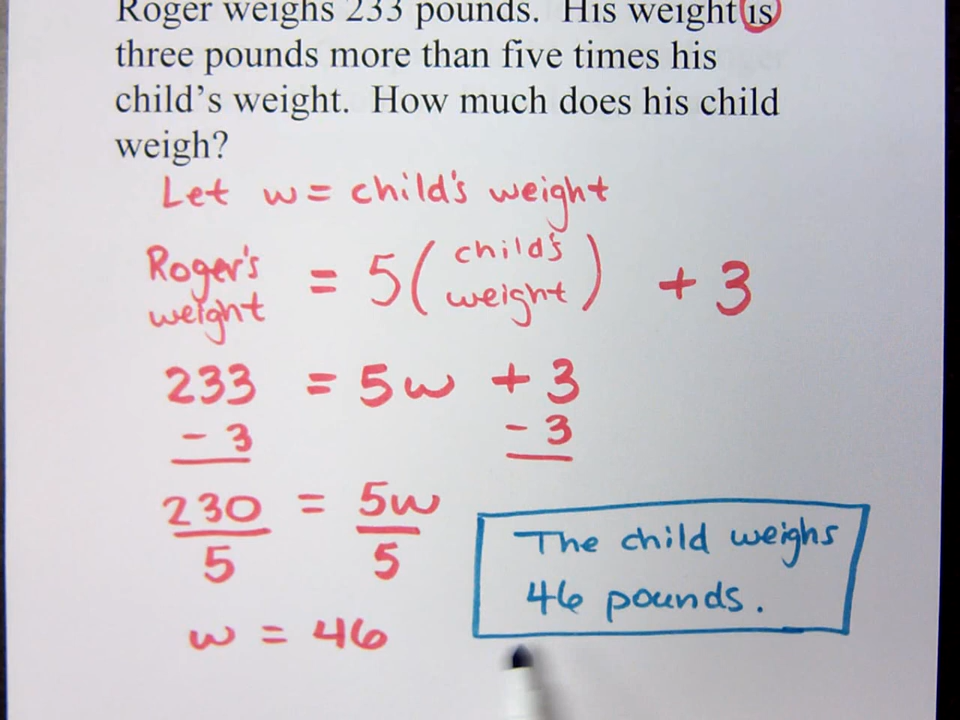 Roger weighs 233 pounds. His weight is
three pounds more than five times his
child's weight. How much does his child
weigh?
Let w = child's weight
Roger's weight = 5 ( child's weight ) + 3
233 = 5w + 3
- 3 - 3
230 = 5w
5 5
w = 46
The child weighs
46 pounds.